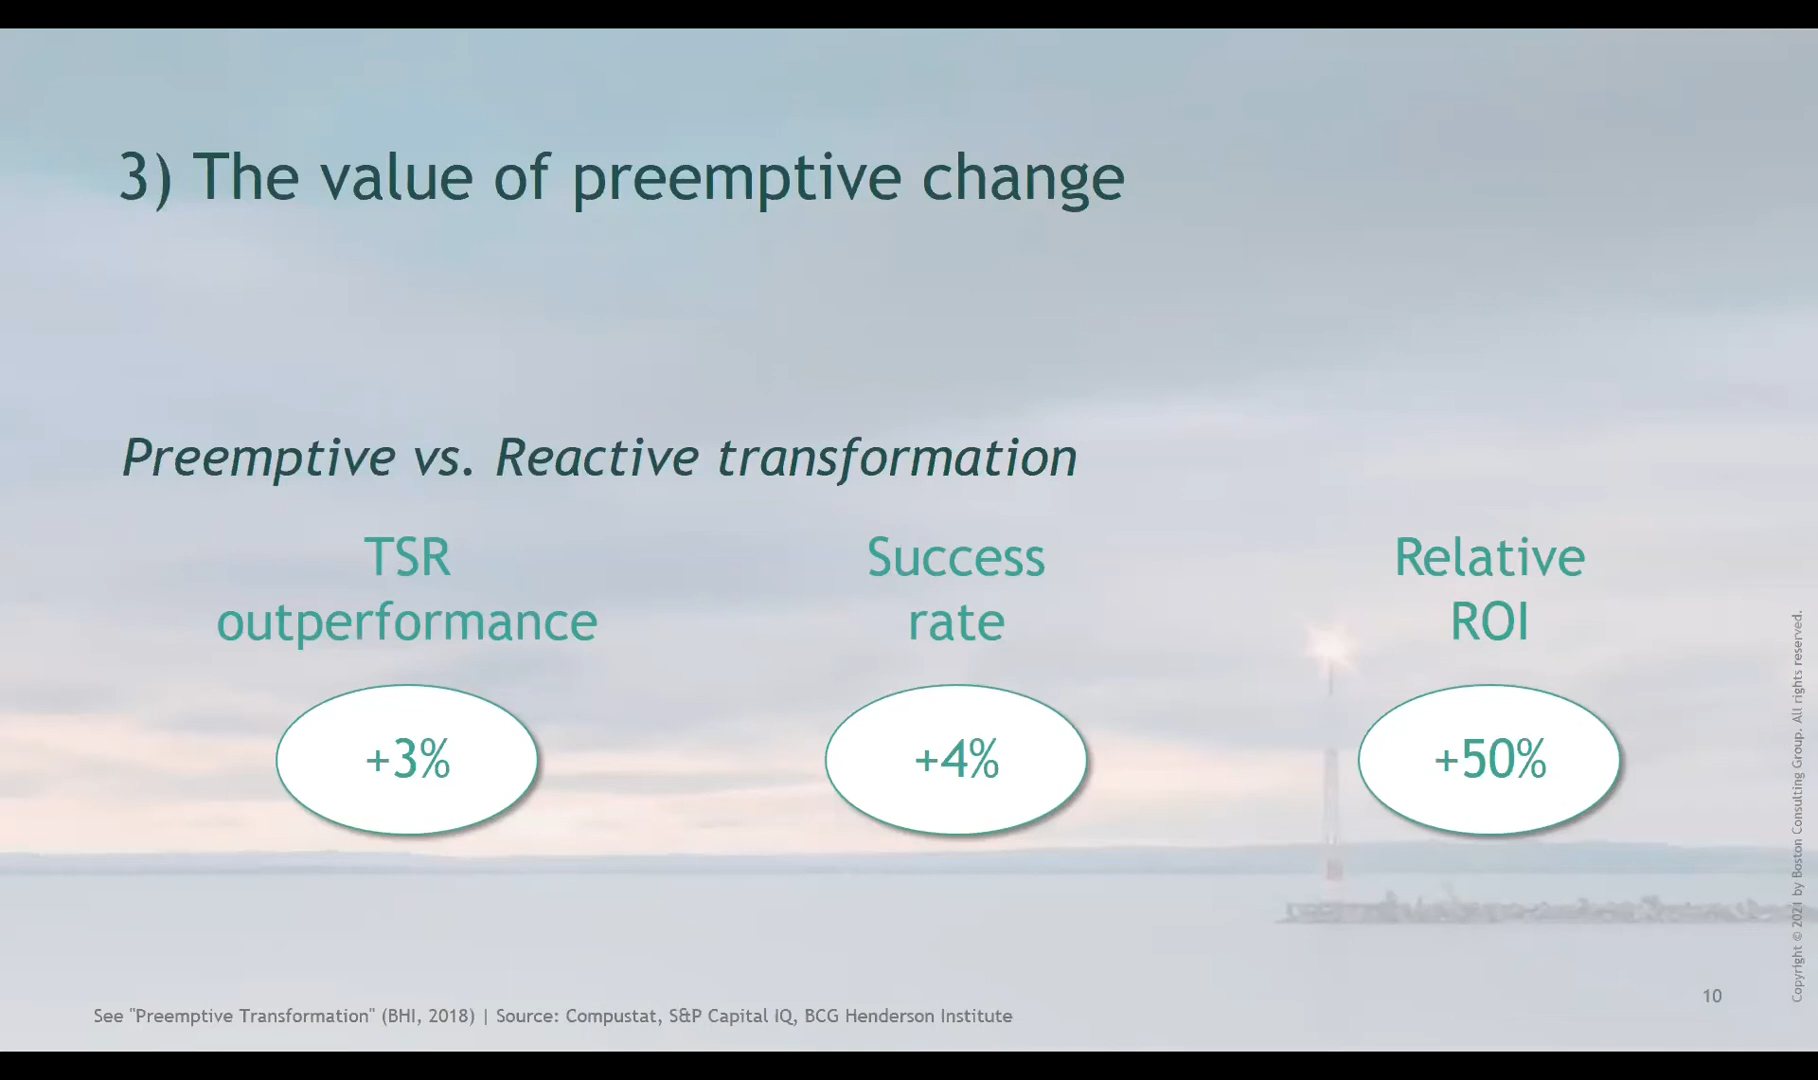 3) The value of preemptive change
Preemptive vs. Reactive transformation
TSR
outperformance
Success
rate
Relative
ROI
+3%
+4%
+50%
See "Preemptive Transformation" (BHI, 2018) | Source: Compustat, S&P Capital IQ, BCG Henderson Institute
10
Copyright © 2021 by Boston Consulting Group. All rights reserved.